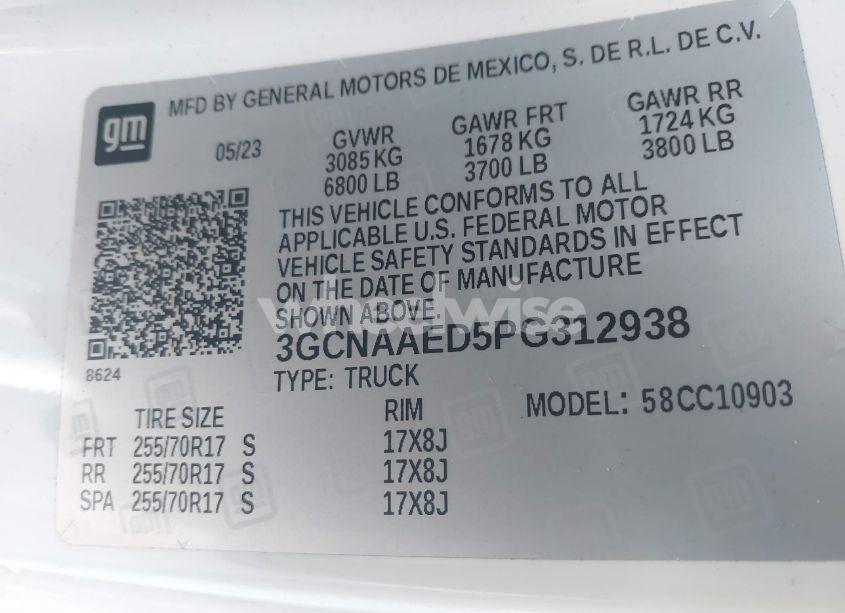 MFD BY GENERAL MOTORS DE MEXICO, S. DE R.L. DE C.V.
gm
05/23 GVWR GAWR FRT GAWR RR
3085 KG 1678 KG 1724 KG
6800 LB 3700 LB 3800 LB
THIS VEHICLE CONFORMS TO ALL
APPLICABLE U.S. FEDERAL MOTOR
VEHICLE SAFETY STANDARDS IN EFFECT
ON THE DATE OF MANUFACTURE
SHOWN ABOVE.
wheelwise
3GCNAAED5PG312938
8624
TYPE: TRUCK
MODEL: 58CC10903
TIRE SIZE RIM
FRT 255/70R17 S 17X8J
RR 255/70R17 S 17X8J
SPA 255/70R17 S 17X8J